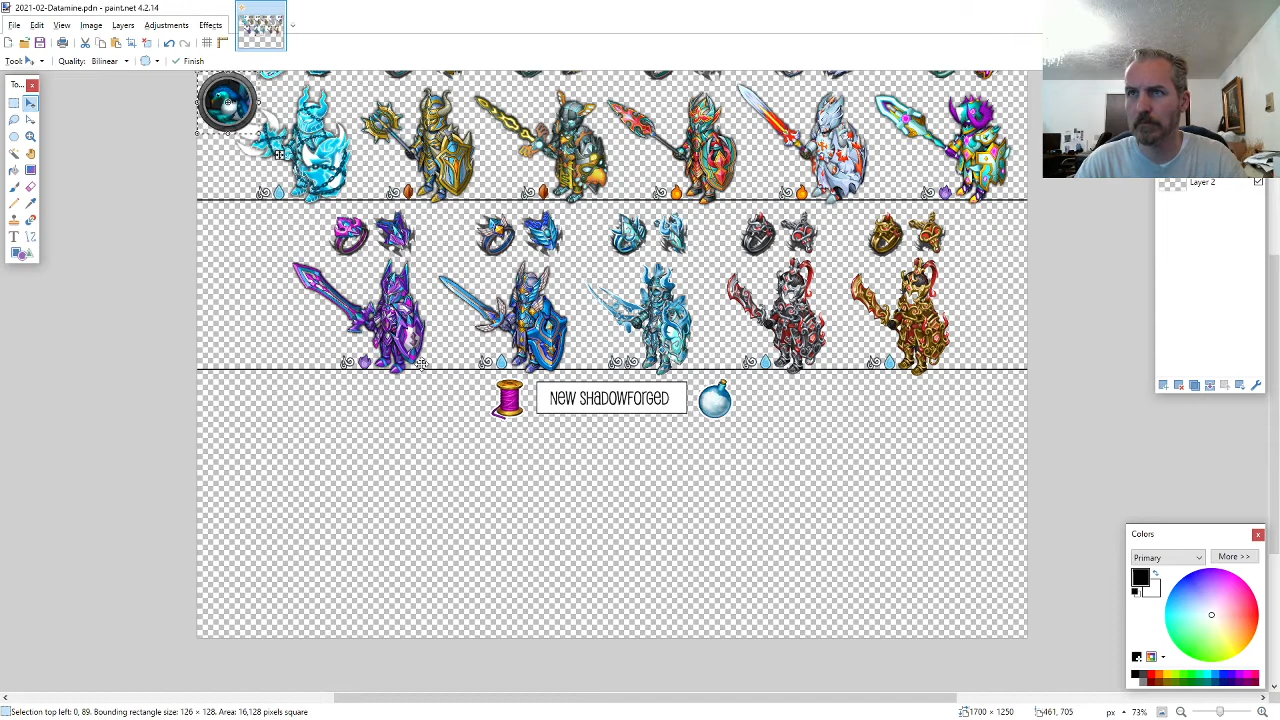 2021-02-Datamine.pdn - paint.net 4.2.14
File Edit View Image Layers Adjustments Effects
Tool: Quality: Bilinear Finish
To...
Layer 2
NEW SHADOWFORGED
Colors
Primary More >>
Selection top left: 0, 89. Bounding rectangle size: 126 × 128. Area: 16,128 pixels square 1700 × 1250 461, 705 px 73%